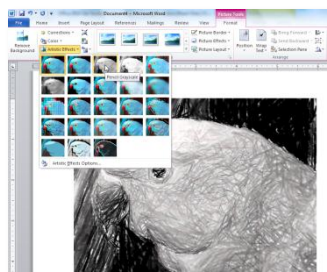 Document1 - Microsoft Word
Picture Tools
File Home Insert Page Layout References Mailings Review View Format
Remove Background
Corrections
Color
Artistic Effects
Picture Border
Picture Effects
Picture Layout
Position
Wrap Text
Bring Forward
Send Backward
Selection Pane
Arrange
Pencil Grayscale
Artistic Effects Options...